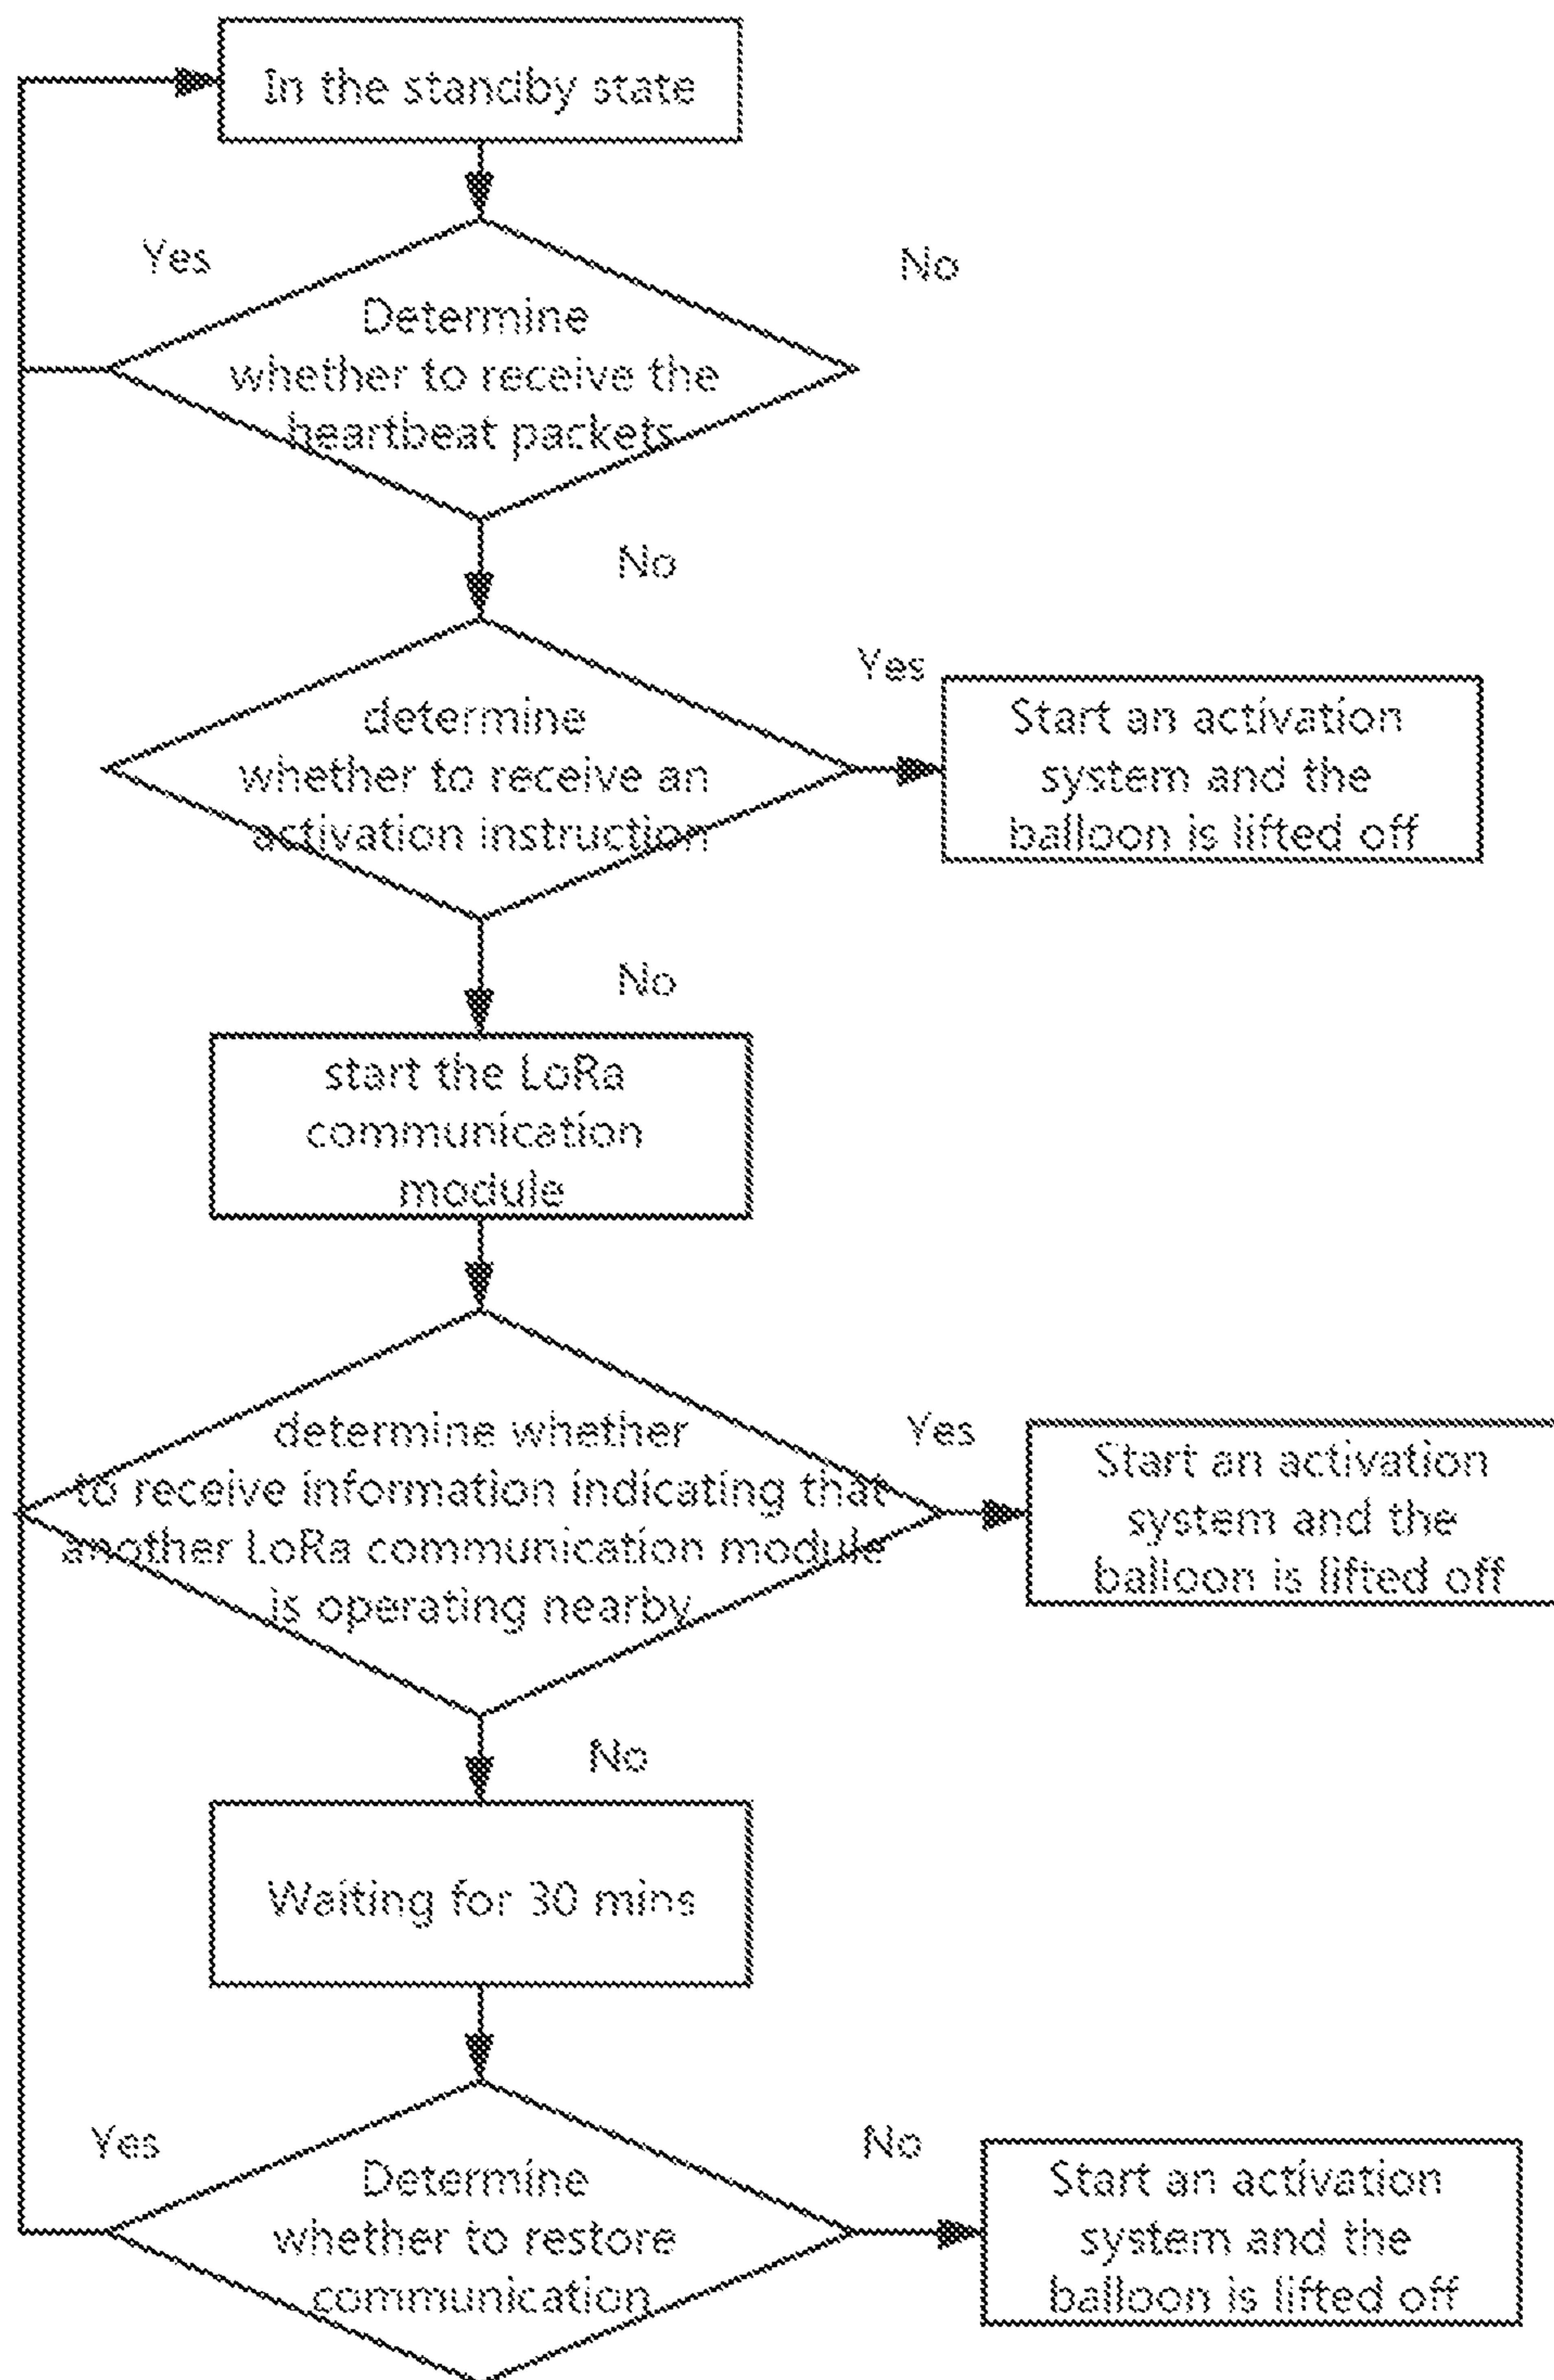 In the standby state
Yes
No
Determine
whether to receive the
heartbeat packets
No
Yes
determine
whether to receive an
activation instruction
Start an activation
system and the
balloon is lifted off
No
start the LoRa
communication
module
Yes
determine whether
to receive information indicating that
another LoRa communication module
is operating nearby
Start an activation
system and the
balloon is lifted off
No
Waiting for 30 mins
Yes
No
Determine
whether to restore
communication
Start an activation
system and the
balloon is lifted off